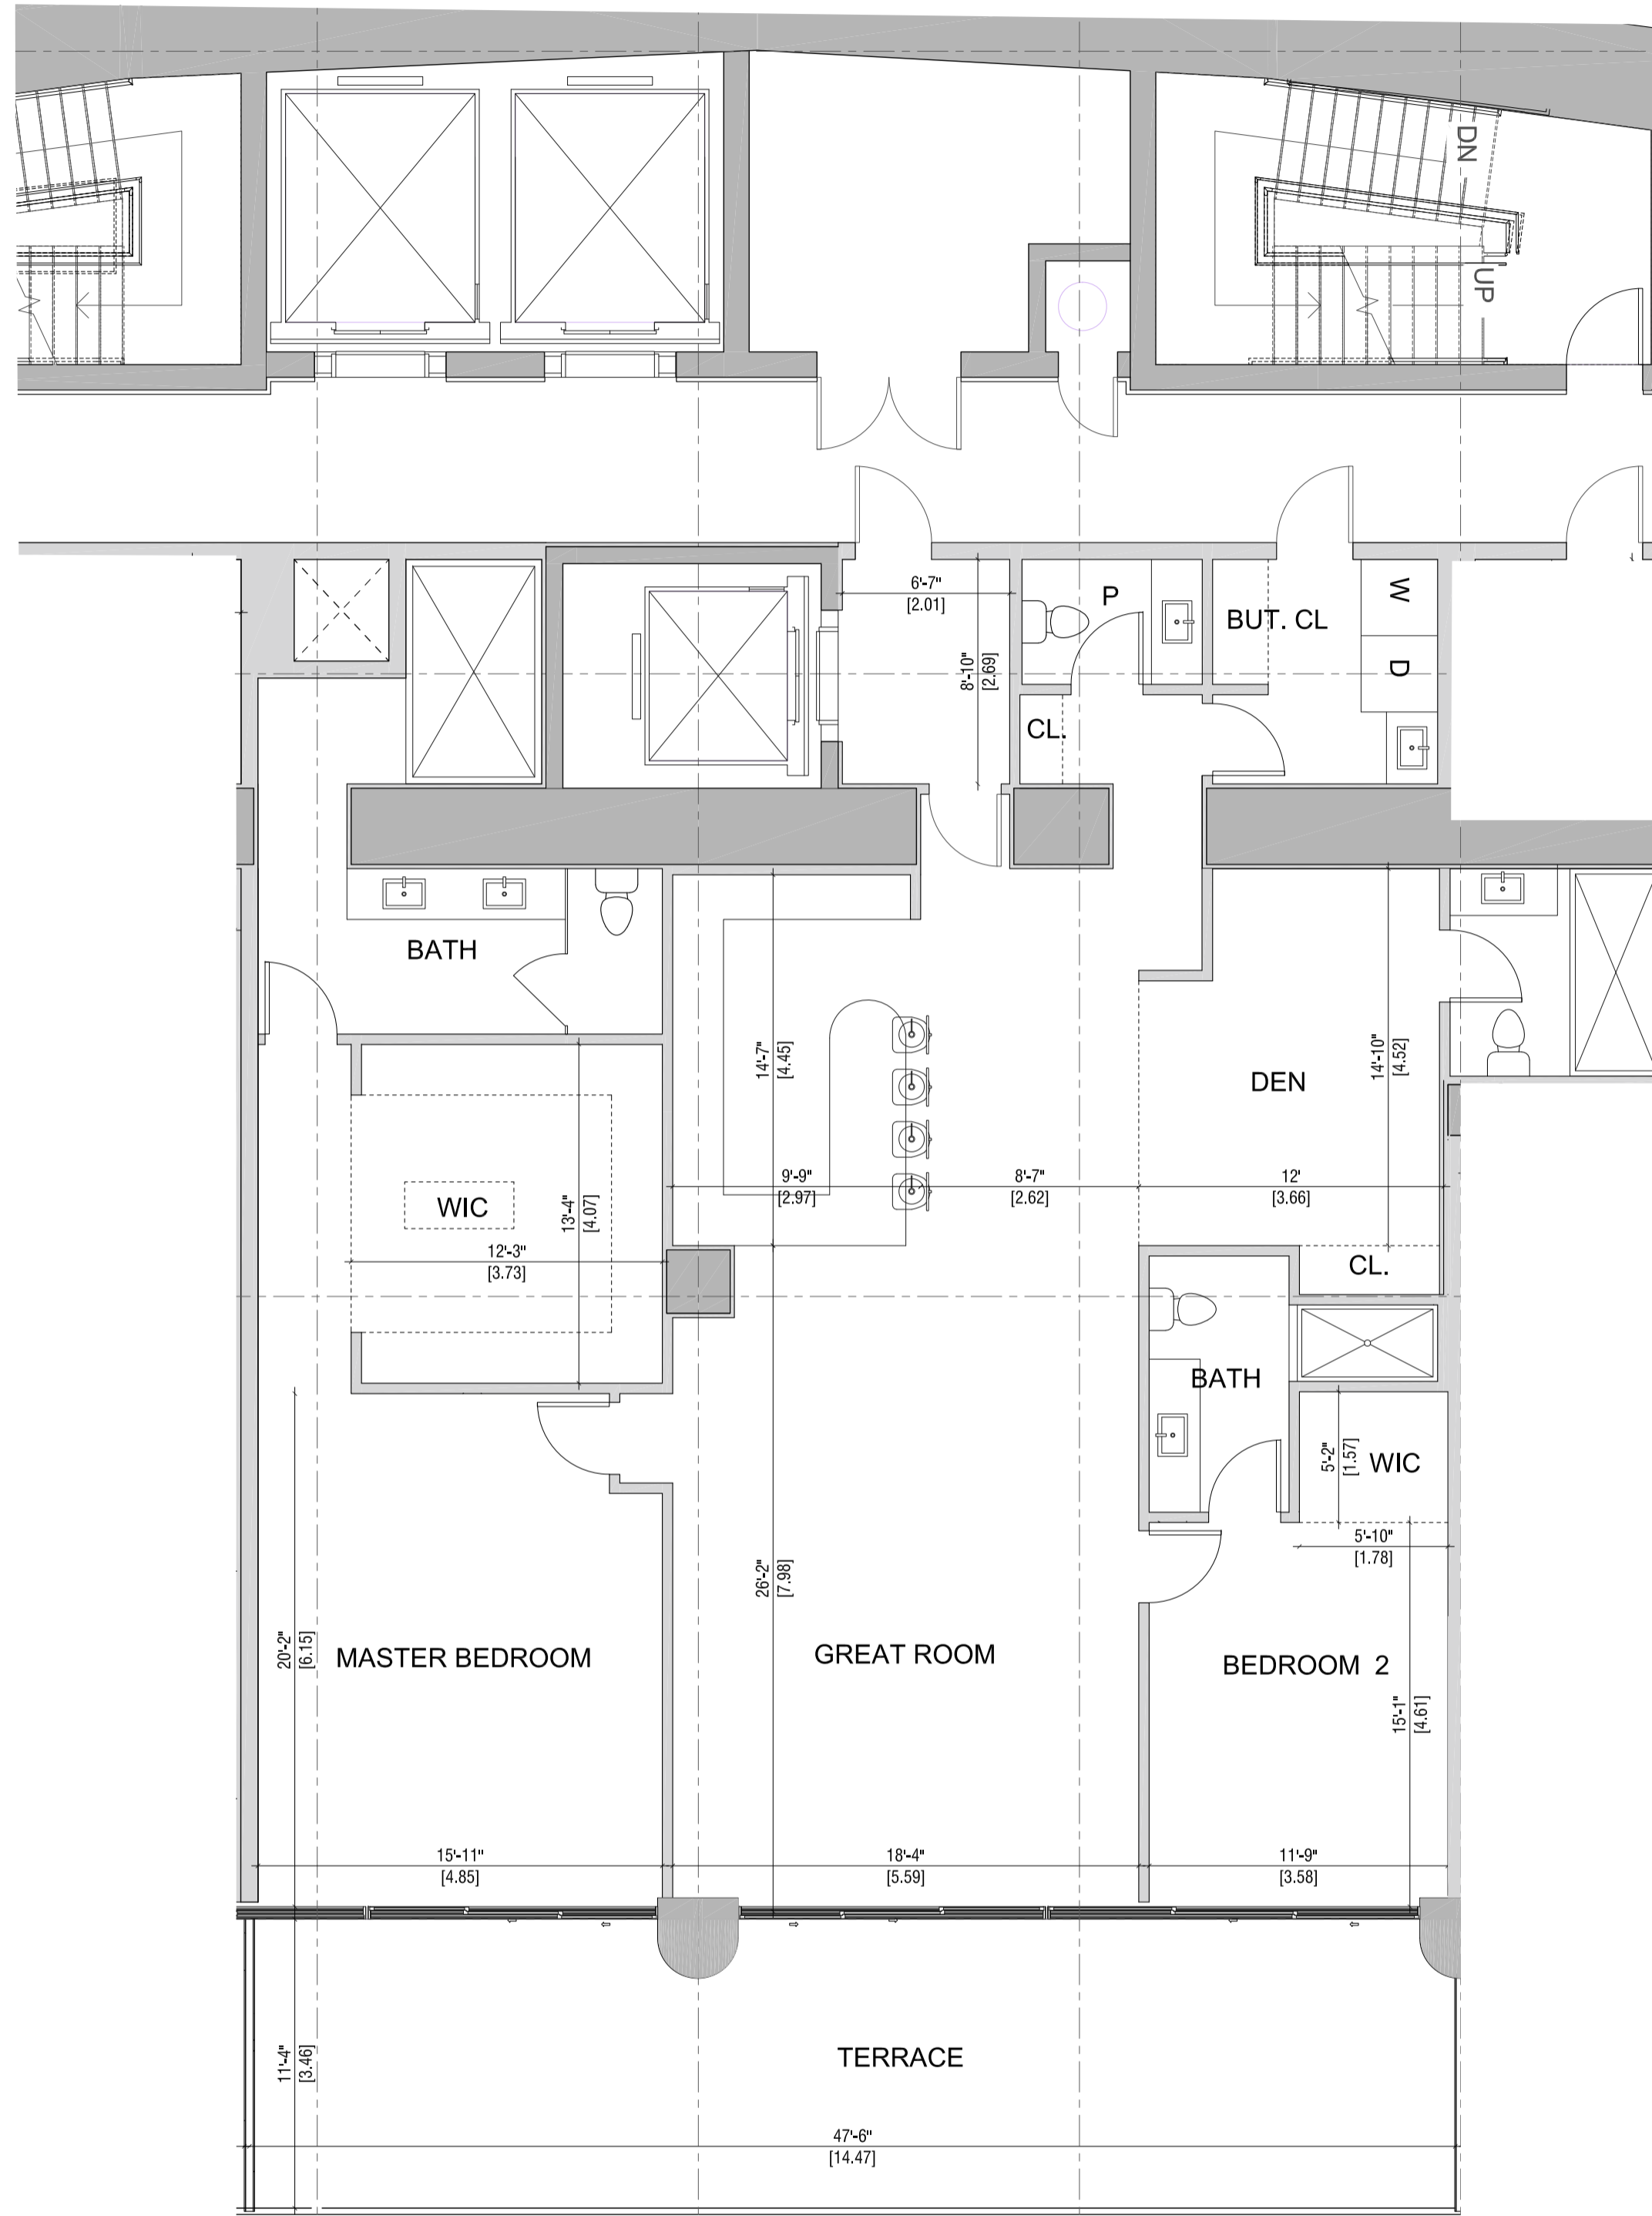 DN
UP
6'-7"
[2.01]
P
BUT. CL
W
D
8'-10"
[2.69]
CL.
BATH
14'-7"
[4.45]
14'-10"
[4.52]
DEN
9'-9"
[2.97]
8'-7"
[2.62]
12'
[3.66]
WIC
13'-4"
[4.07]
12'-3"
[3.73]
CL.
BATH
5'-2"
[1.57]
WIC
5'-10"
[1.78]
26'-2"
[7.98]
20'-2"
[6.15]
MASTER BEDROOM
GREAT ROOM
BEDROOM 2
15'-1"
[4.61]
15'-11"
[4.85]
18'-4"
[5.59]
11'-9"
[3.58]
TERRACE
11'-4"
[3.46]
47'-6"
[14.47]